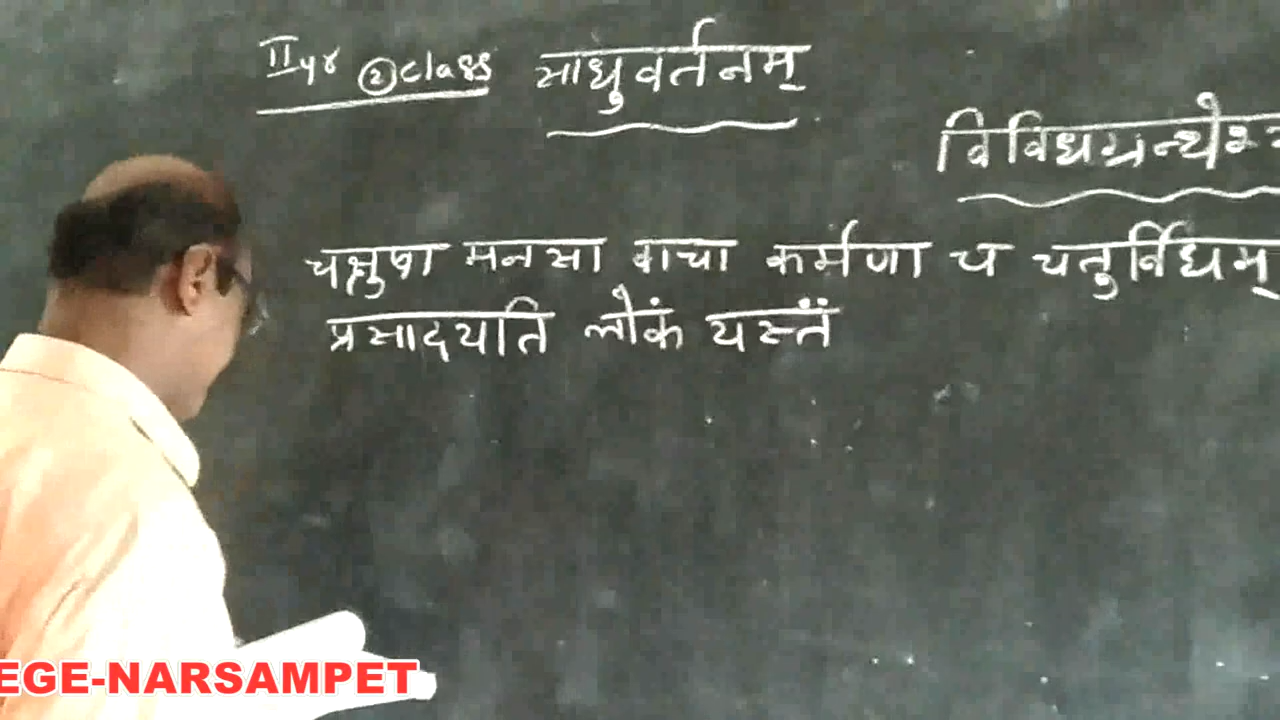 II yr ② class साधुवर्तनम्
विविधग्रन्थेभ्य
चक्षुषा मनसा वाचा कर्मणा च चतुर्विधम्
प्रसादयति लोकं यस्तं
EGE-NARSAMPET